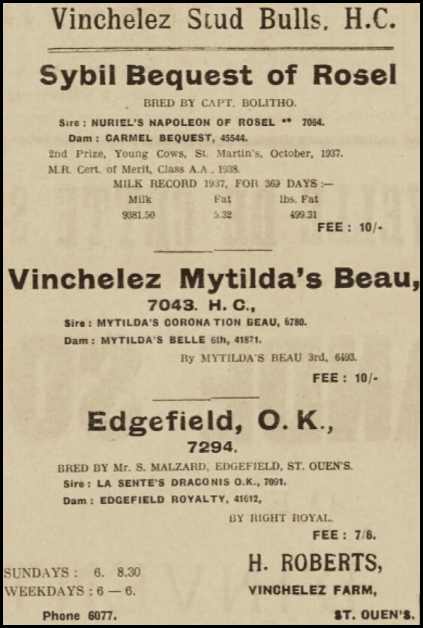 Vinchelez Stud Bulls, H.C.
Sybil Bequest of Rosel
BRED BY CAPT. BOLITHO.
Sire : NURIEL'S NAPOLEON OF ROSEL ** 7064.
Dam : CARMEL BEQUEST, 45544.
2nd Prize, Young Cows, St. Martin's, October, 1937.
M.R. Cert. of Merit, Class A.A., 1938.
MILK RECORD 1937, FOR 369 DAYS :—
Milk Fat lbs. Fat
9381.50 5.32 499.31
FEE : 10/-
Vinchelez Mytilda's Beau,
7043. H. C.,
Sire : MYTILDA'S CORONATION BEAU, 6780.
Dam : MYTILDA'S BELLE 6th, 41871.
By MYTILDA'S BEAU 3rd, 6493.
FEE : 10/-
Edgefield, O. K.,
7294.
BRED BY Mr. S. MALZARD, EDGEFIELD, ST. OUEN'S.
Sire : LA SENTE'S DRACONIS O.K., 7091.
Dam : EDGEFIELD ROYALTY, 41612,
BY RIGHT ROYAL.
FEE : 7/6.
SUNDAYS : 6. 8.30
WEEKDAYS : 6 — 6.
Phone 6077.
H. ROBERTS,
VINCHELEZ FARM,
ST. OUEN'S.